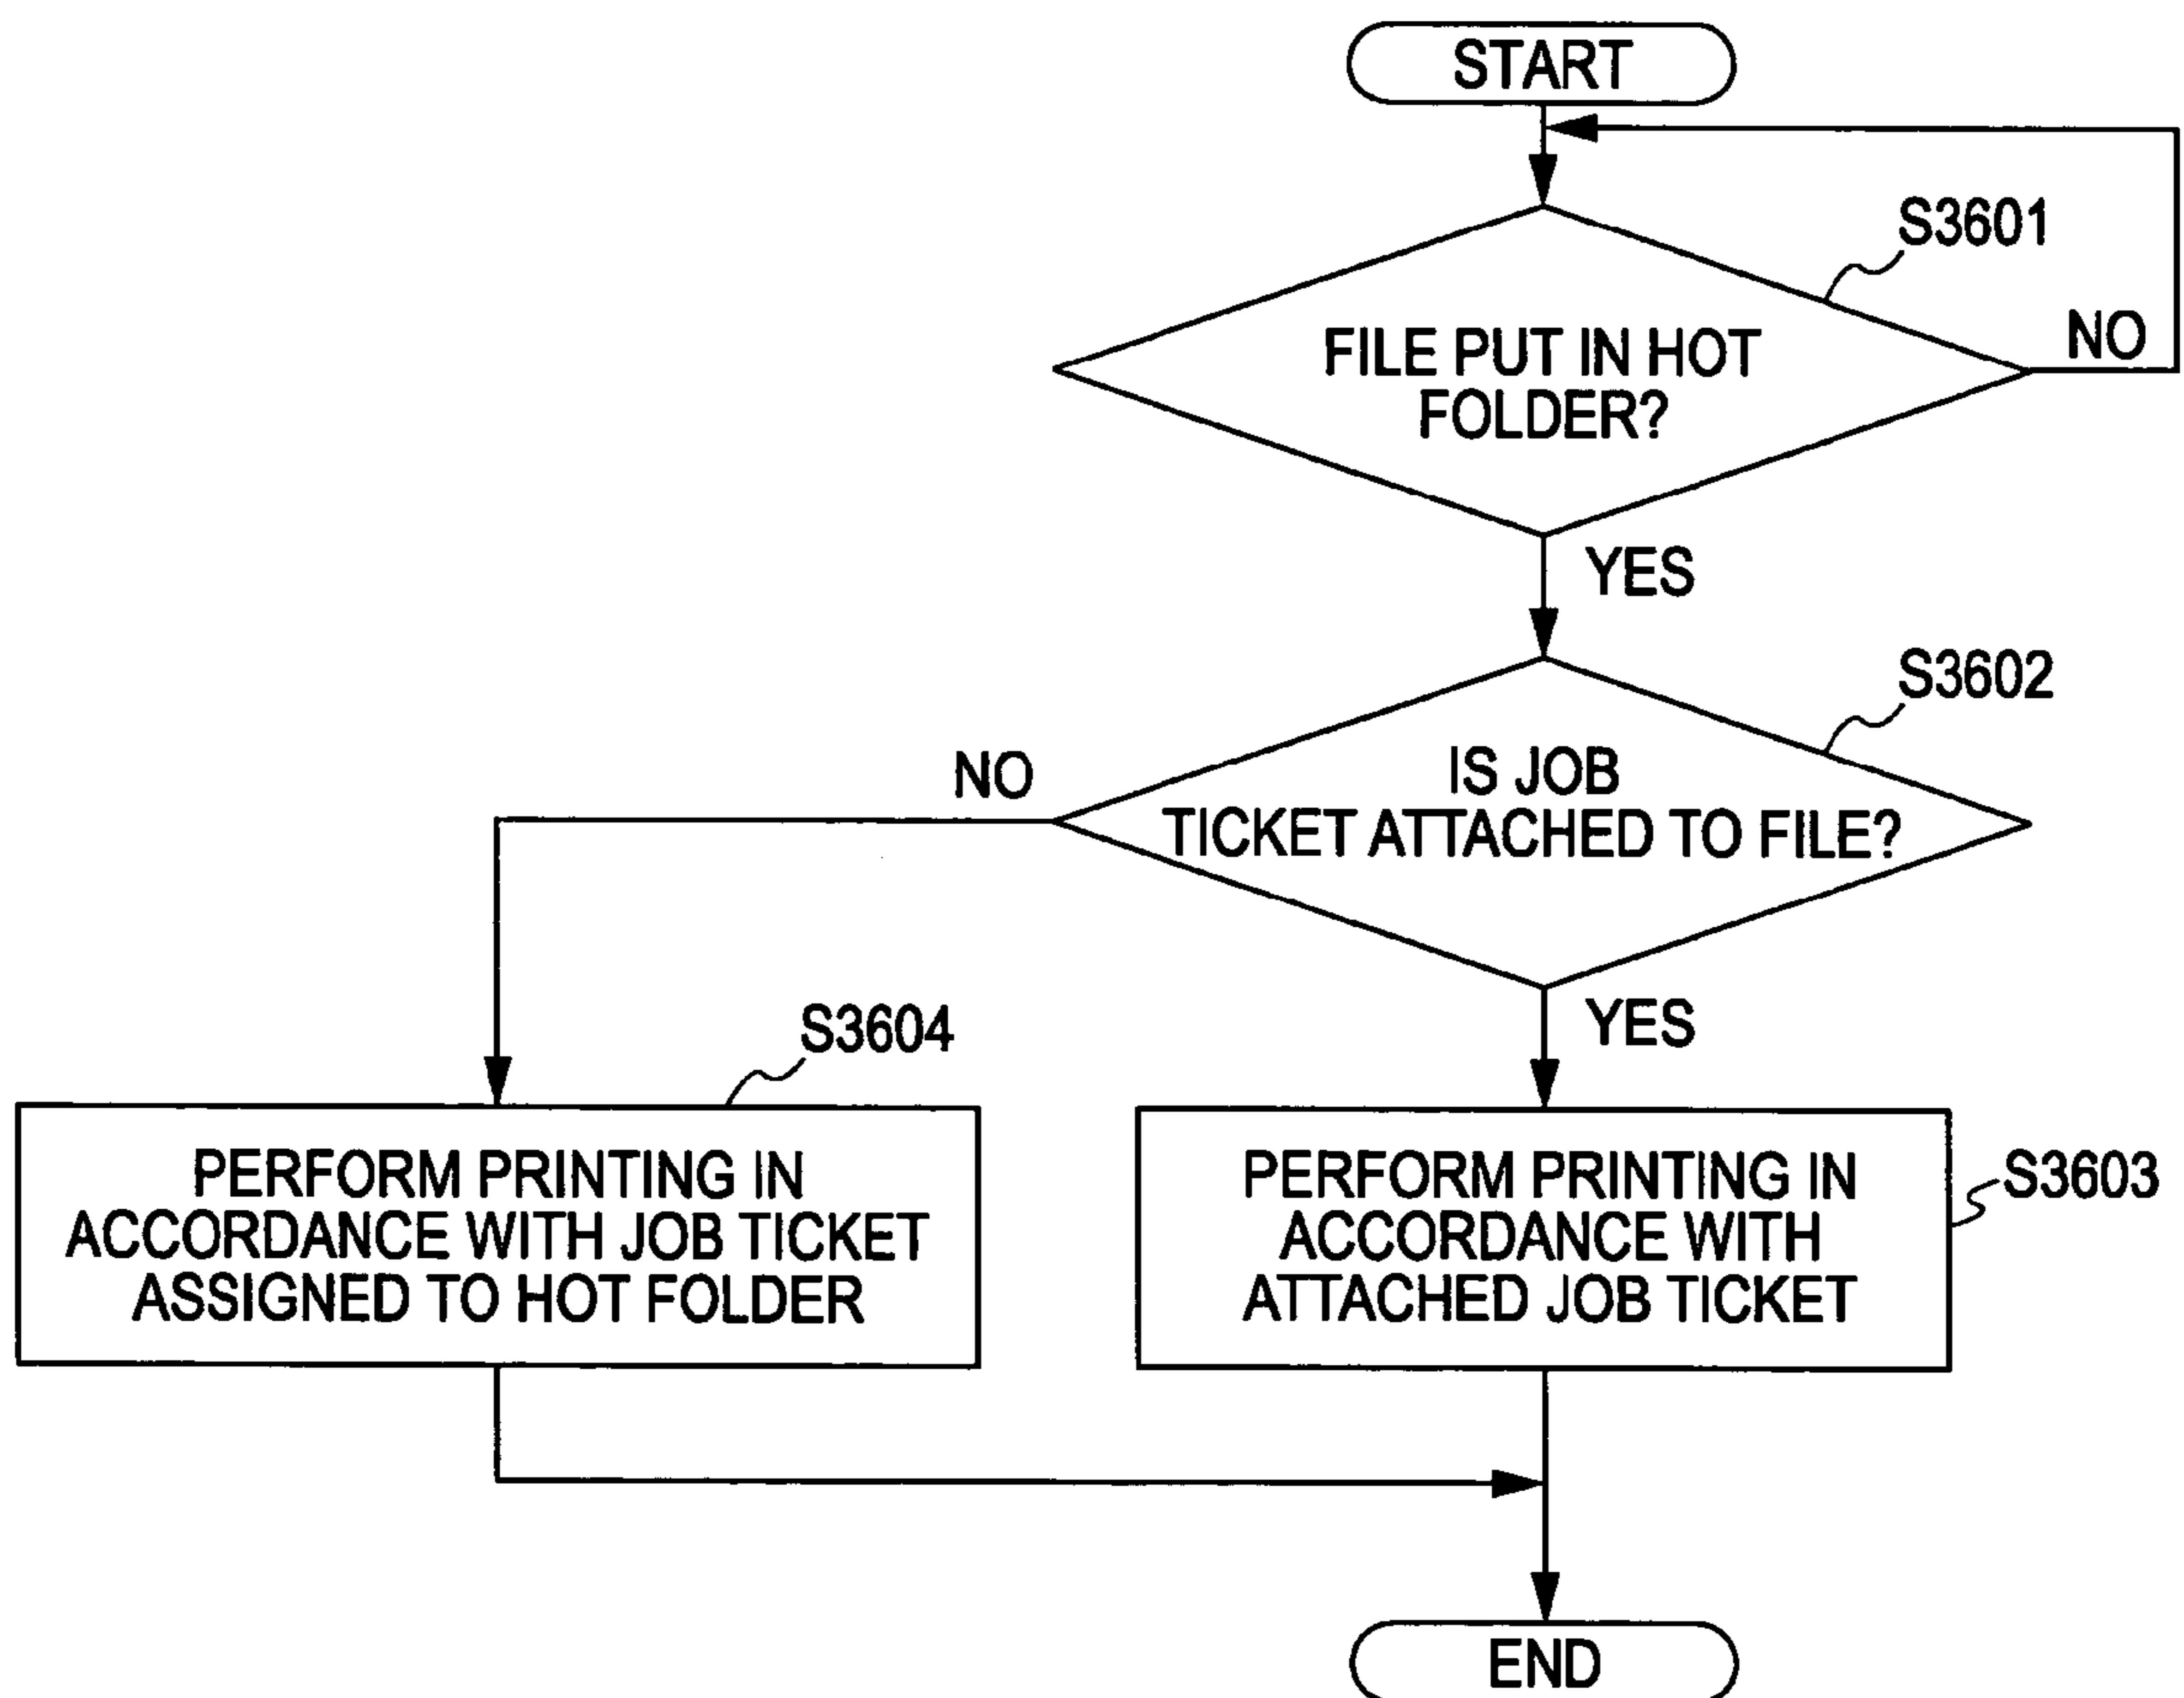 START
S3601
FILE PUT IN HOT
FOLDER?
NO
YES
S3602
IS JOB
TICKET ATTACHED TO FILE?
NO
YES
S3604
PERFORM PRINTING IN
ACCORDANCE WITH JOB TICKET
ASSIGNED TO HOT FOLDER
PERFORM PRINTING IN
ACCORDANCE WITH
ATTACHED JOB TICKET
S3603
END